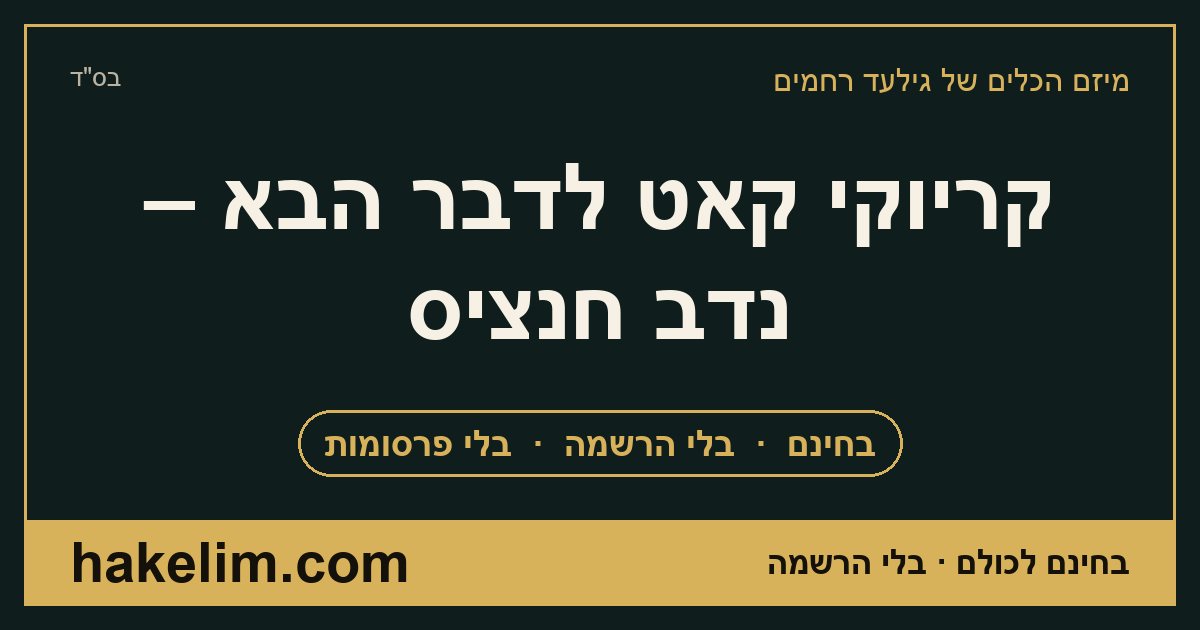 בס"ד
מיזם הכלים של גילעד רחמים
קריוקי קאט לדבר הבא –
נדב חנציס
בחינם · בלי הרשמה · בלי פרסומות
בחינם לכולם · בלי הרשמה
hakelim.com